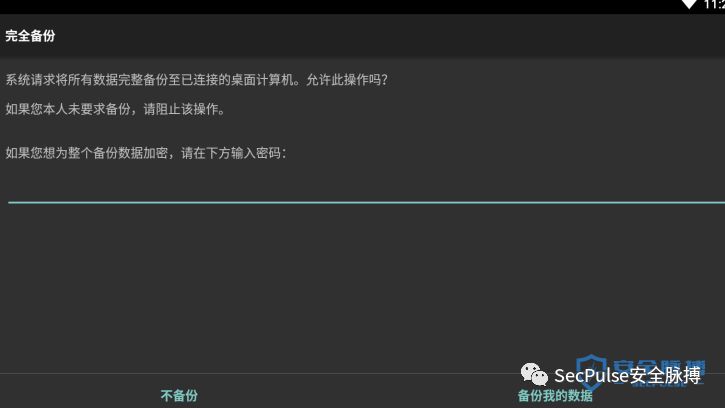 完全备份
系统请求将所有数据完整备份至已连接的桌面计算机。允许此操作吗?
如果您本人未要求备份，请阻止该操作。
如果您想为整个备份数据加密，请在下方输入密码：
安全脉搏
SecPulse安全脉搏
不备份
备份我的数据